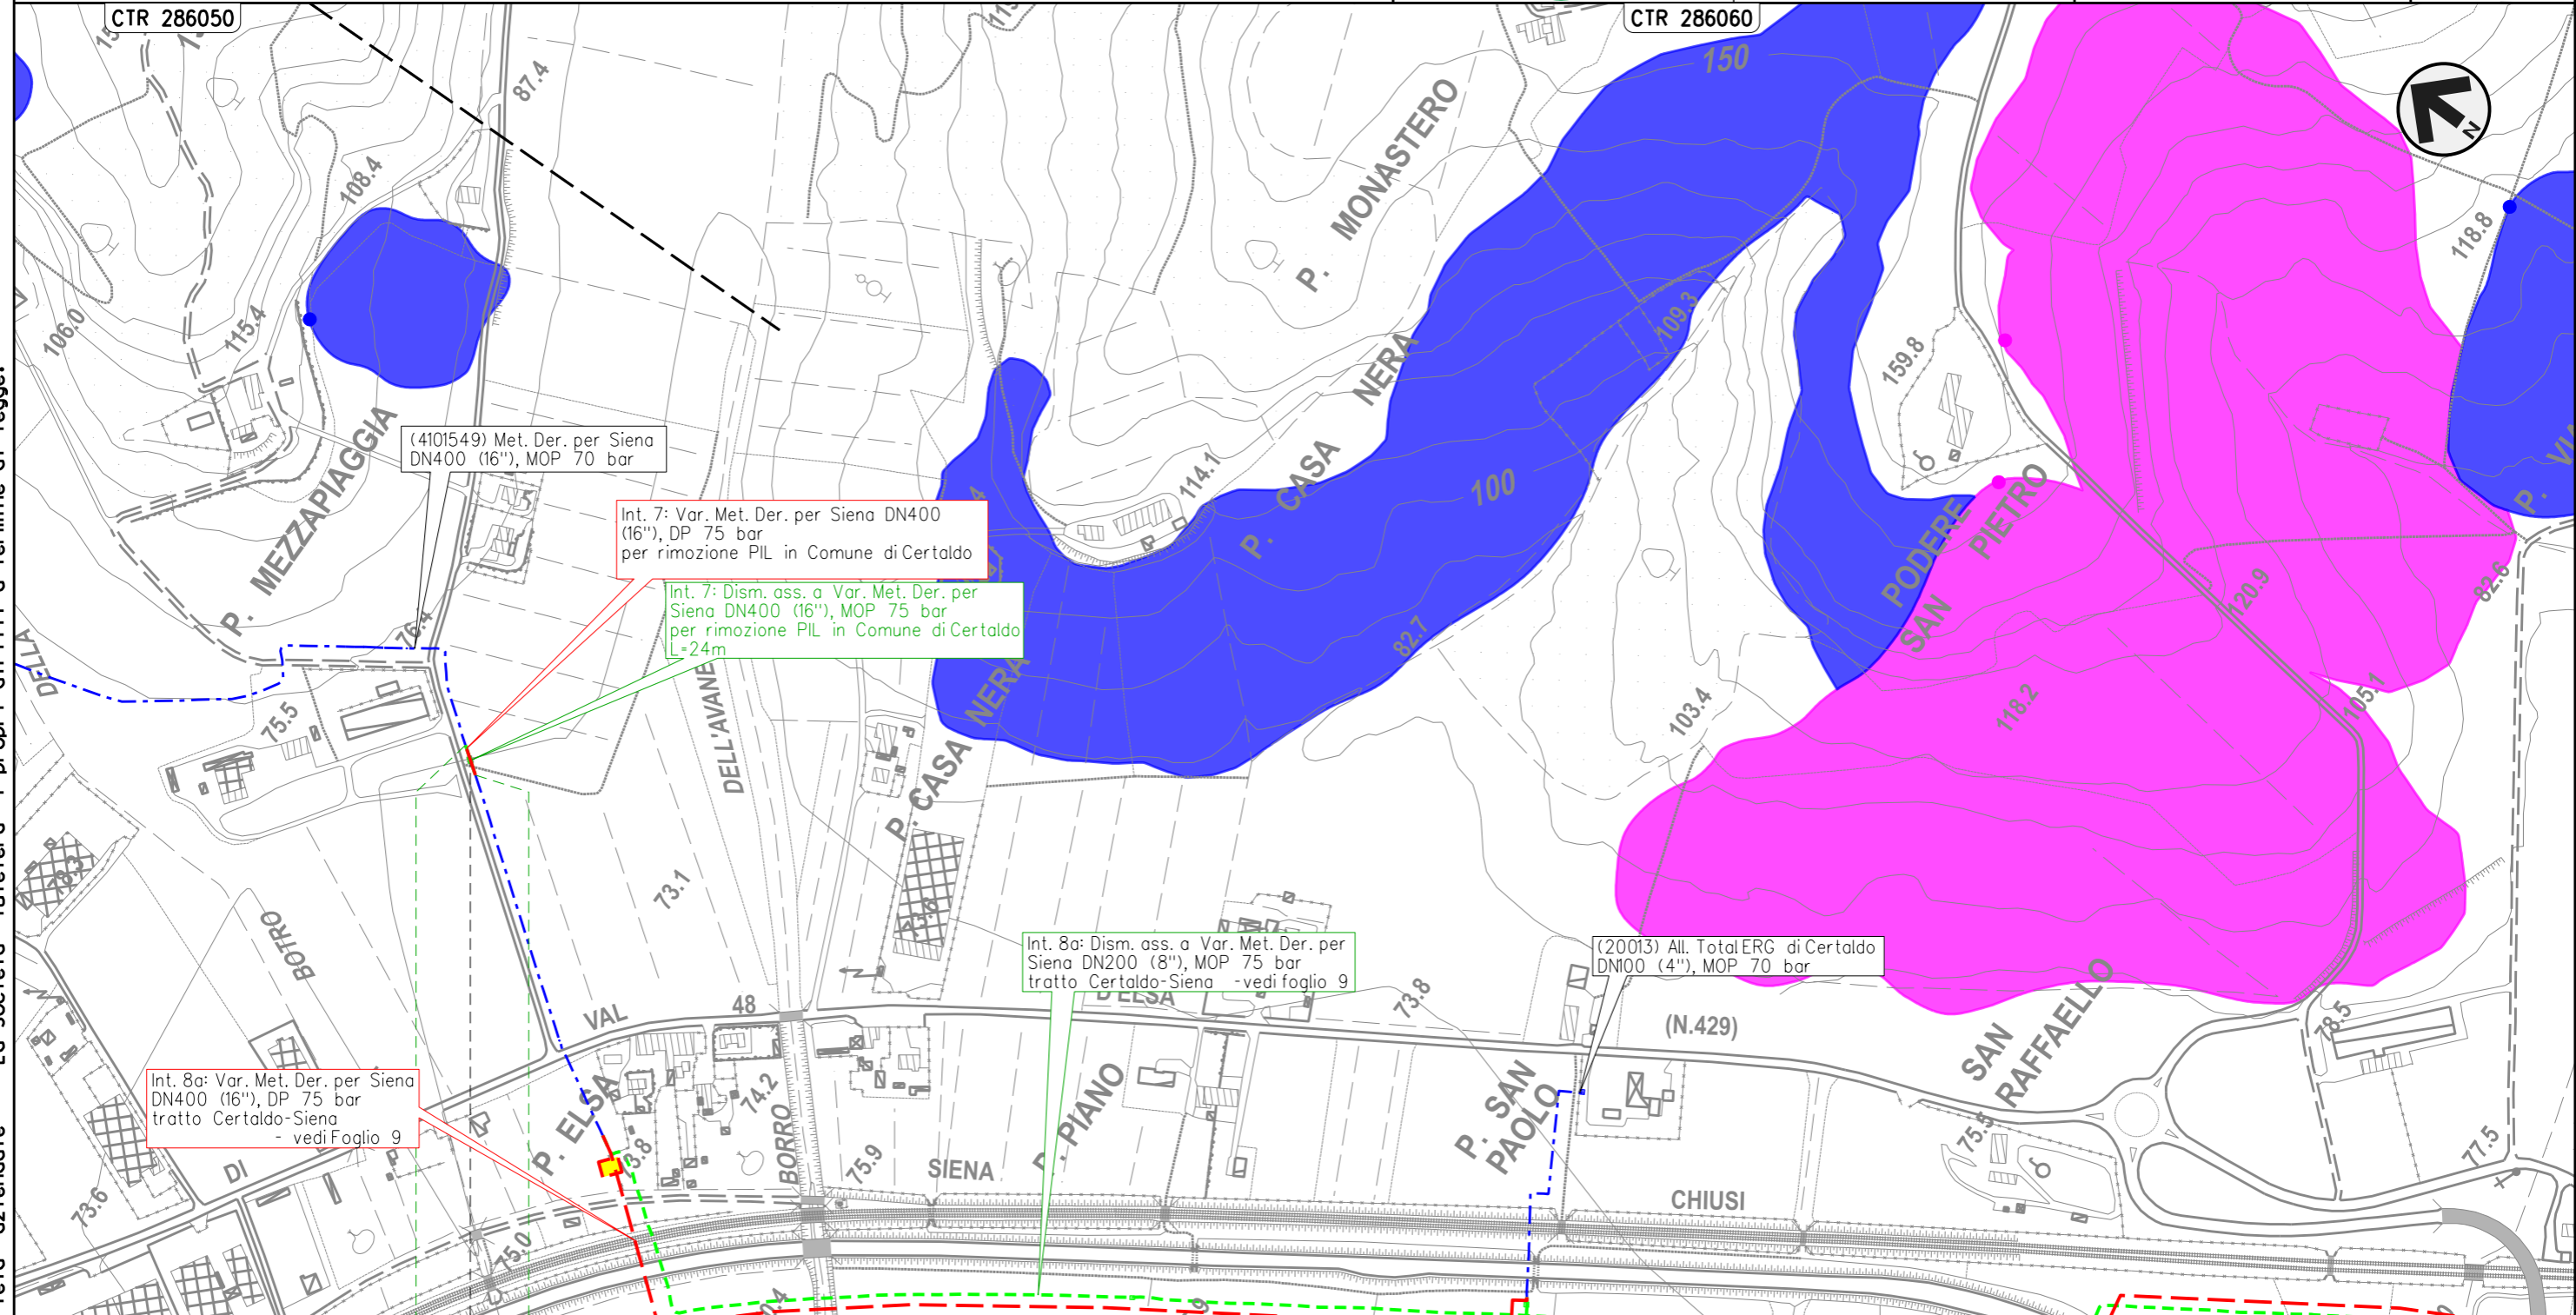 CTR 286050
CTR 286060
87.4
150
N
108.4
P. MONASTERO
118.8
106.0
115.4
109.3
159.8
P. MEZZAPIAGGIA
P. CASA NERA
114.1
100
(4101549) Met. Der. per Siena
DN400 (16"), MOP 70 bar
Int. 7: Var. Met. Der. per Siena DN400
(16"), DP 75 bar
per rimozione PIL in Comune di Certaldo
Int. 7: Dism. ass. a Var. Met. Der. per
Siena DN400 (16"), MOP 75 bar
per rimozione PIL in Comune di Certaldo
L=24m
PODERE
SAN PIETRO
120.9
82.6
76.4
82.7
DELLA
75.5
DELL'AVANE
P. CASA NERA
103.4
118.2
105.1
73.3
73.1
73.6
BOTRO
Int. 8a: Dism. ass. a Var. Met. Der. per
Siena DN200 (8"), MOP 75 bar
tratto Certaldo-Siena -vedi foglio 9
D'ELSA
73.8
(20013) All. TotalERG di Certaldo
DN100 (4"), MOP 70 bar
VAL
48
(N.429)
SAN RAFFAELLO
78.5
Int. 8a: Var. Met. Der. per Siena
DN400 (16"), DP 75 bar
tratto Certaldo-Siena
- vedi Foglio 9
P. ELSA
74.2
BORRO
P. PIANO
P. SAN PAOLO
75.5
77.5
73.6
DI
75.9
SIENA
CHIUSI
75.0